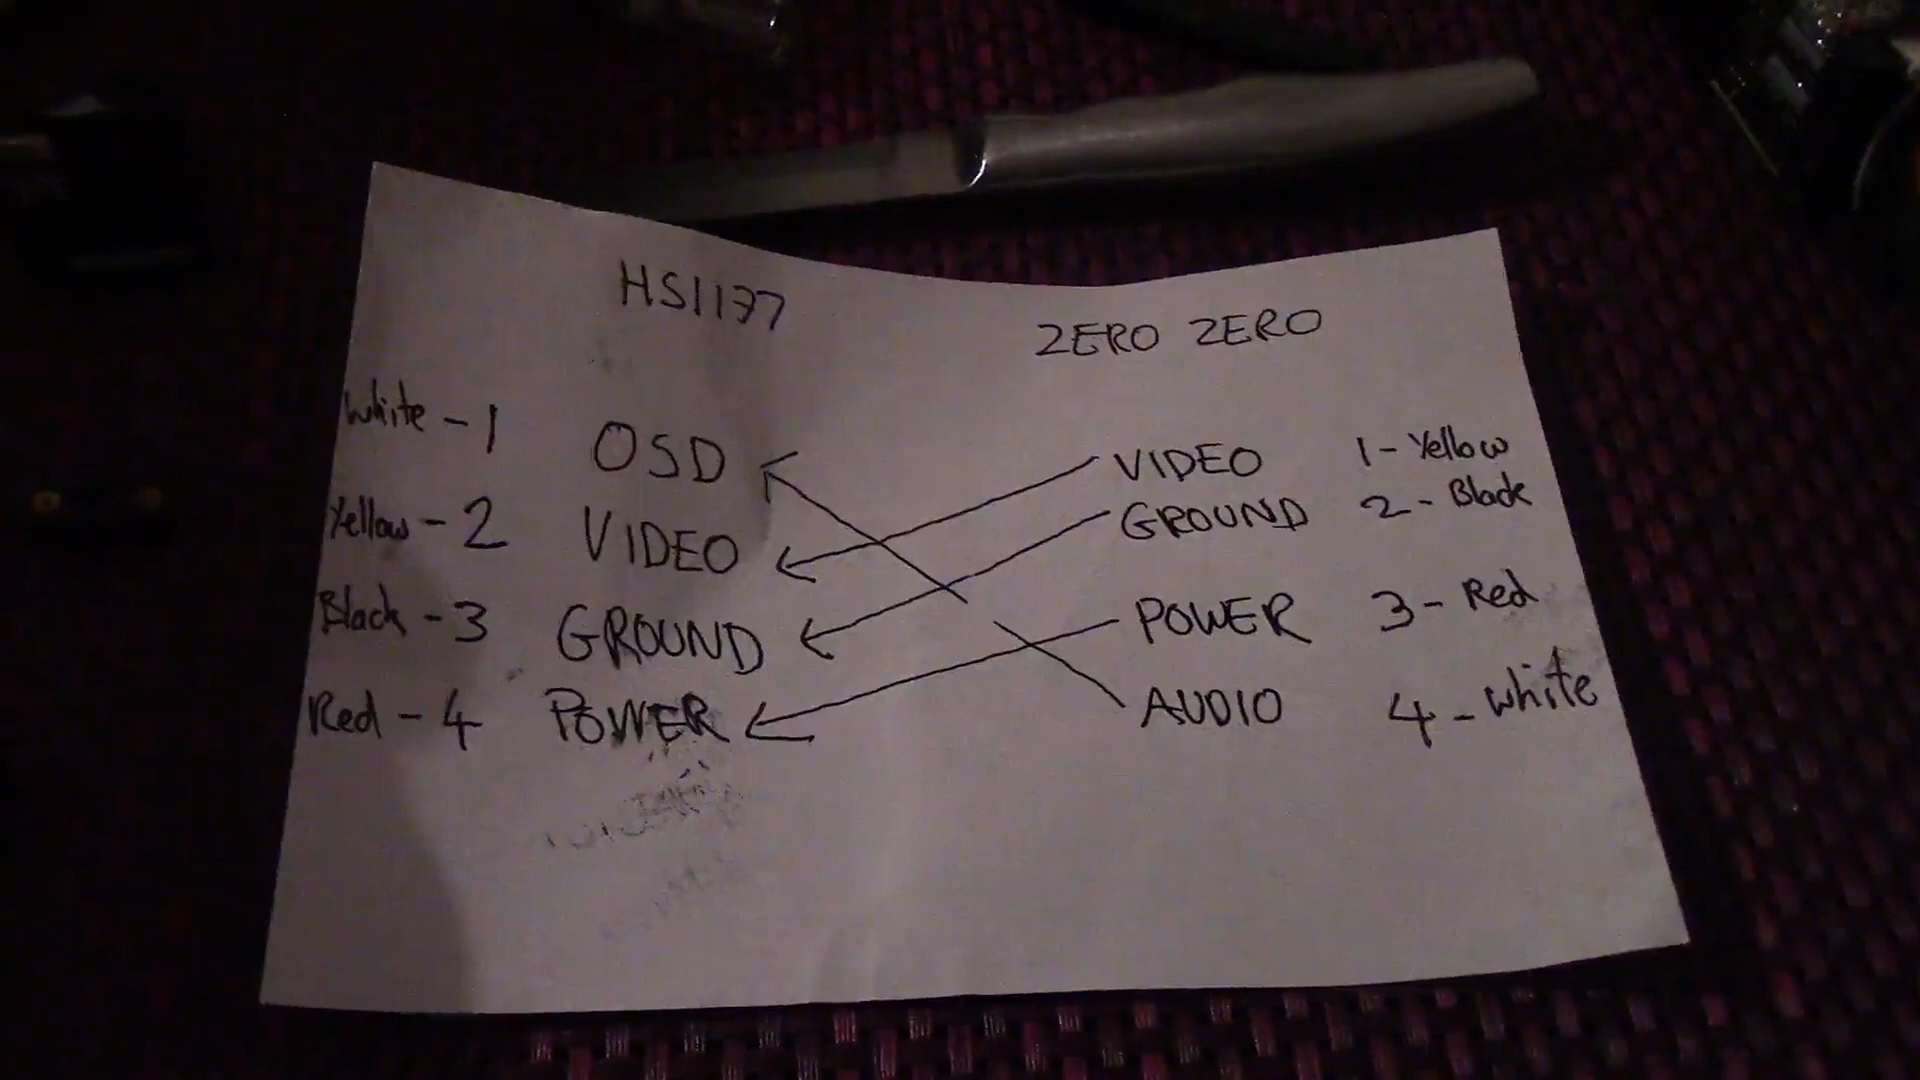 HS1177
ZERO ZERO
White - 1 OSD
Yellow - 2 VIDEO
Black - 3 GROUND
Red - 4 POWER
VIDEO 1 - Yellow
GROUND 2 - Black
POWER 3 - Red
AUDIO 4 - white